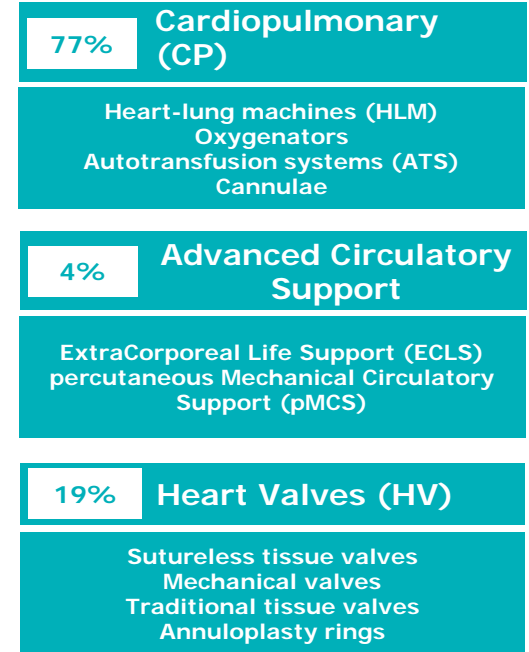 77%
Cardiopulmonary
(CP)
Heart-lung machines (HLM)
Oxygenators
Autotransfusion systems (ATS)
Cannulae
4%
Advanced Circulatory
Support
ExtraCorporeal Life Support (ECLS)
percutaneous Mechanical Circulatory
Support (pMCS)
19%
Heart Valves (HV)
Sutureless tissue valves
Mechanical valves
Traditional tissue valves
Annuloplasty rings